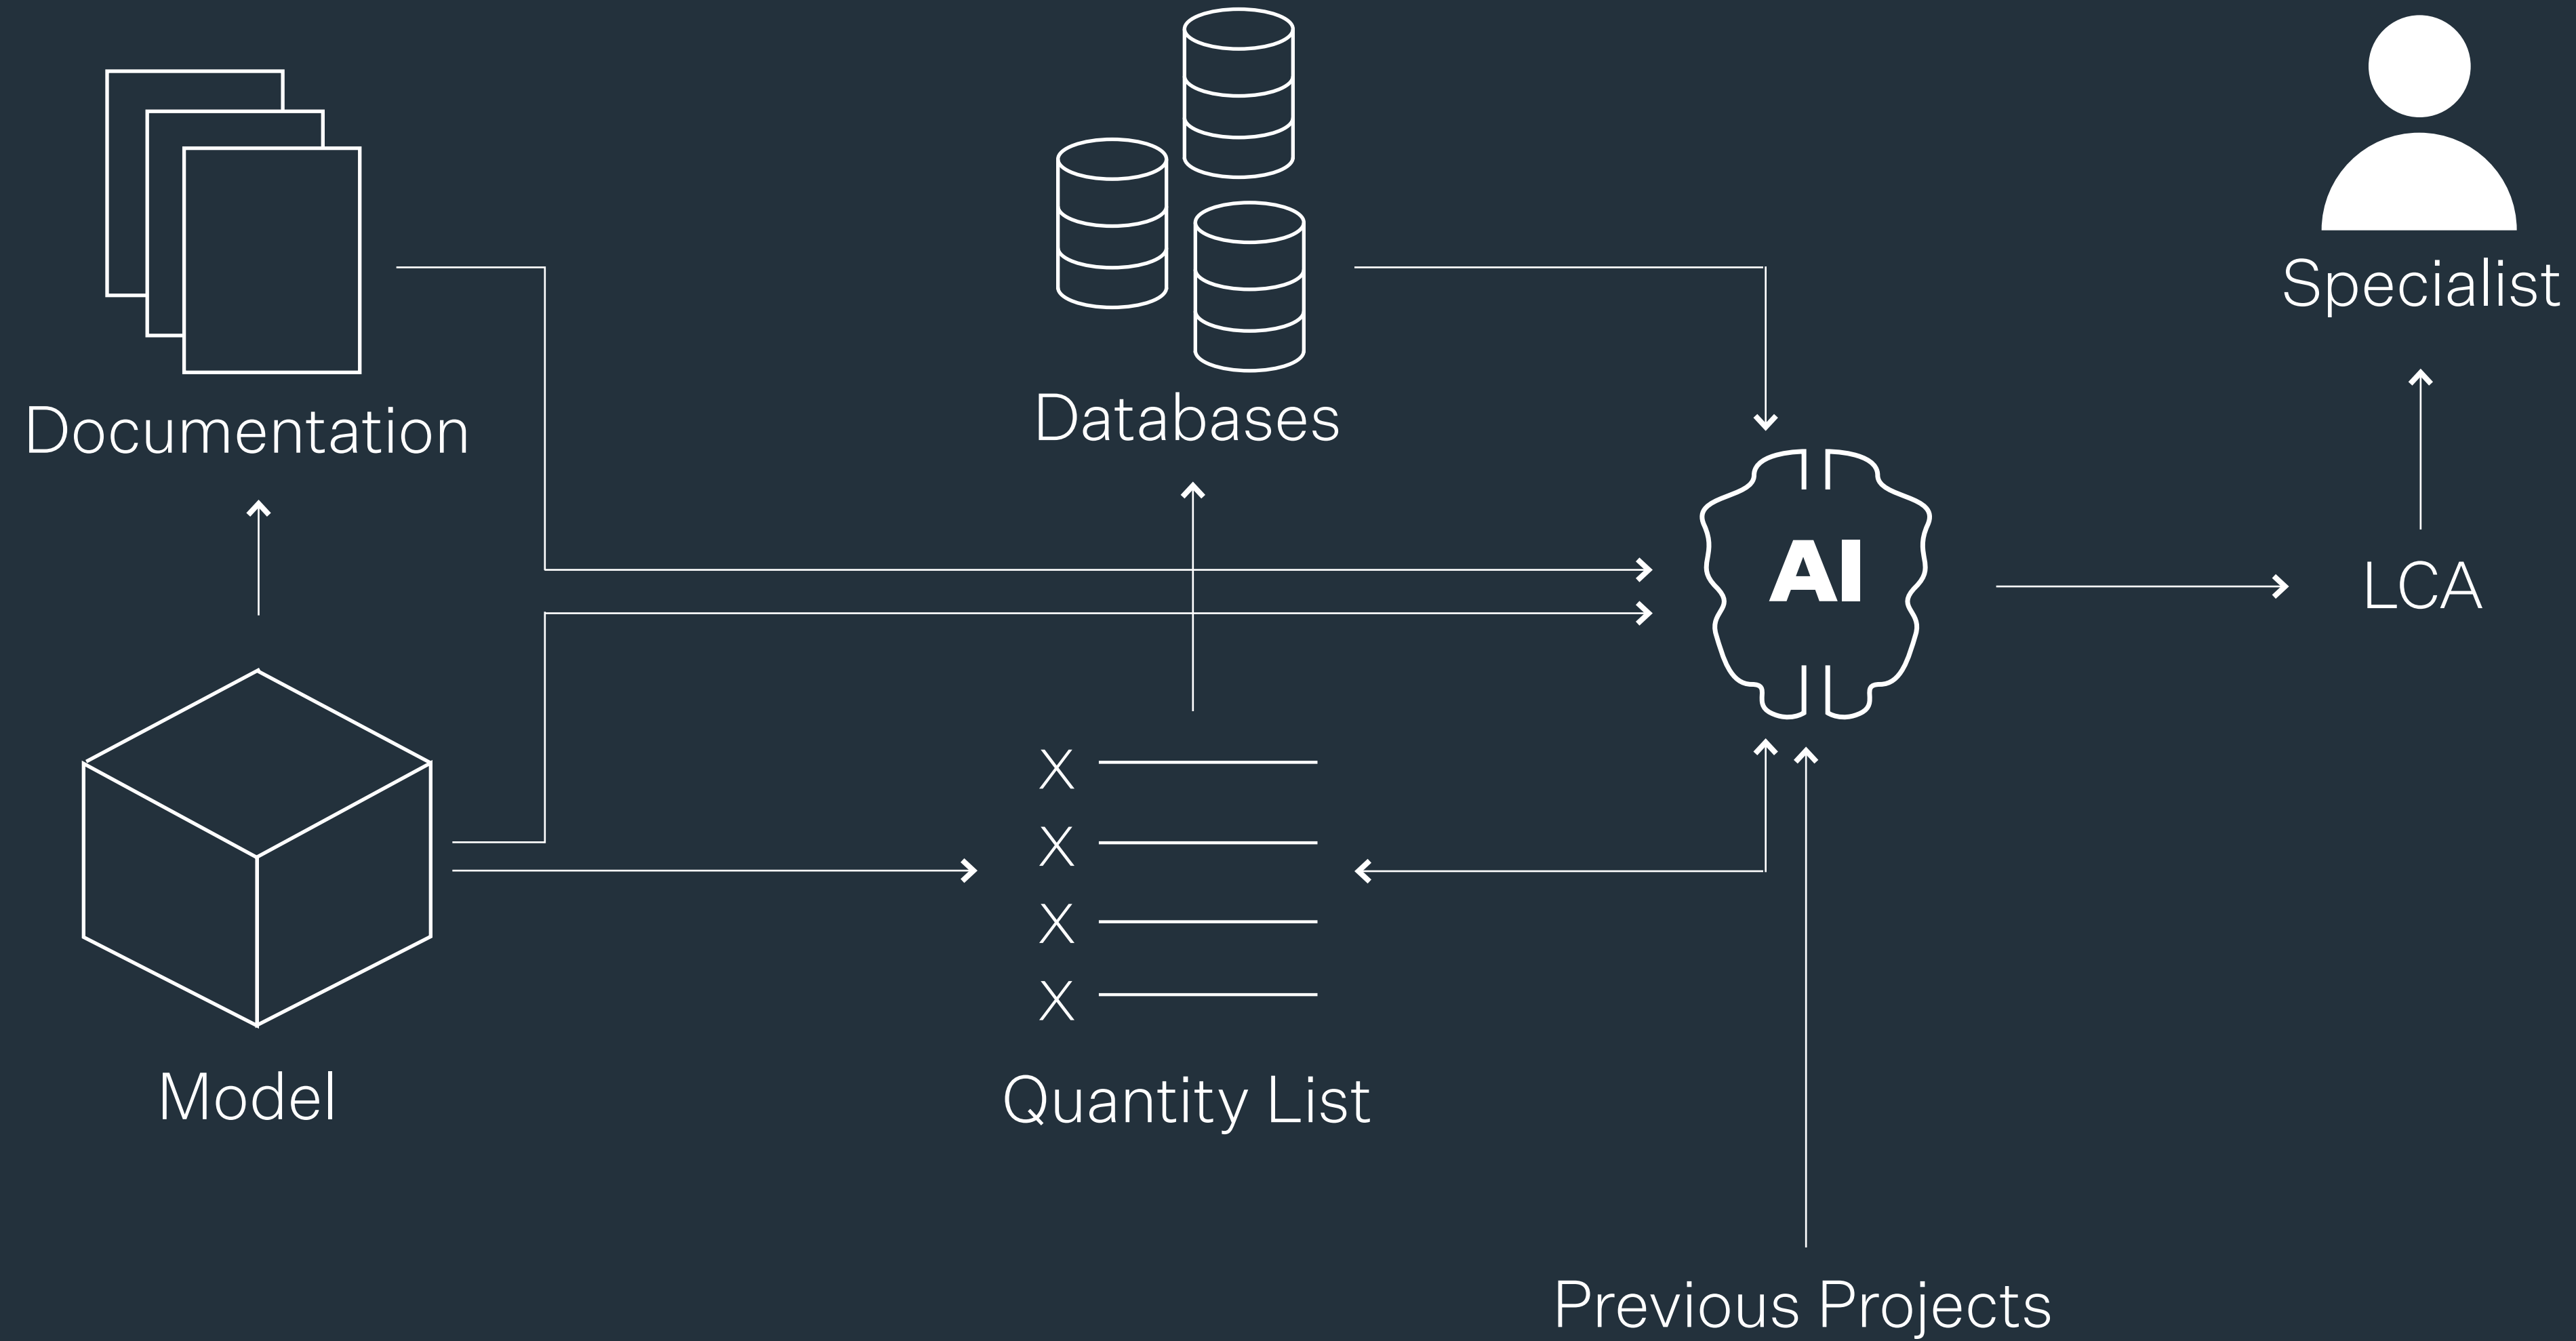 Specialist
Documentation
Databases
AI
LCA
X
X
X
X
Model
Quantity List
Previous Projects